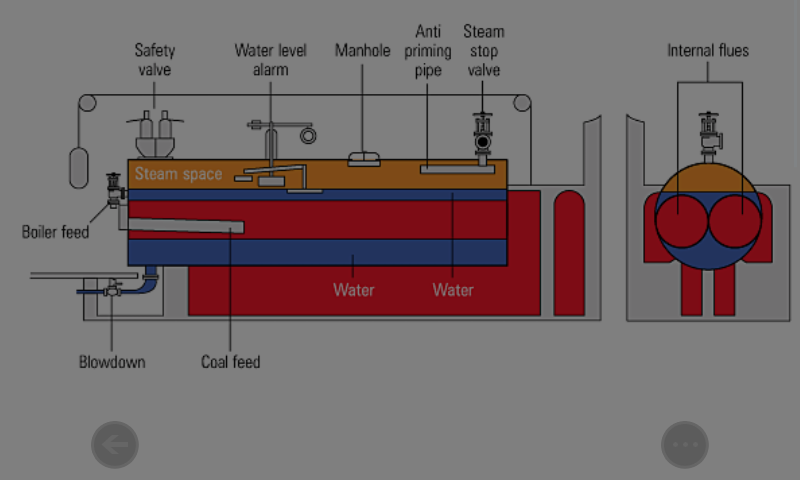 Safety
valve
Water level
alarm
Manhole
Anti
priming
pipe
Steam
stop
valve
Internal flues
Steam space
Boiler feed
Water
Water
Blowdown
Coal feed